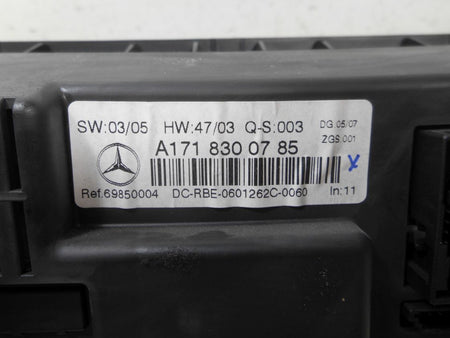 SW:03/05 HW:47/03 Q-S:003 DG:05/07
ZGS:001
A171 830 07 85
Ref.69850004 DC-RBE-0601262C-0060 In:11